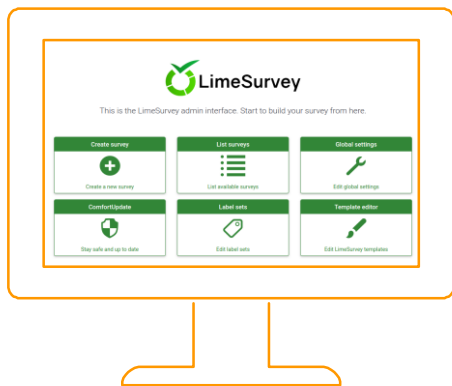 LimeSurvey
This is the LimeSurvey admin interface. Start to build your survey from here.
Create survey
List surveys
Global settings
Create a new survey
List available surveys
Edit global settings
ComfortUpdate
Label sets
Template editor
Stay safe and up to date
Edit label sets
Edit LimeSurvey templates